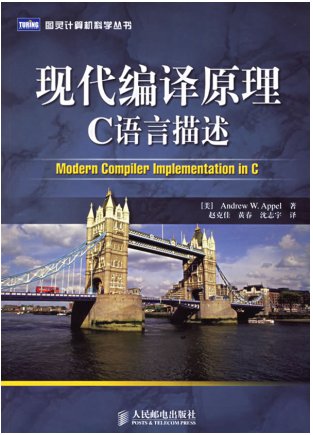 TURING 图灵计算机科学丛书
现代编译原理
C语言描述
Modern Compiler Implementation in C
[美] Andrew W. Appel 著
赵克佳 黄春 沈志宇 译
人民邮电出版社
POSTS & TELECOM PRESS